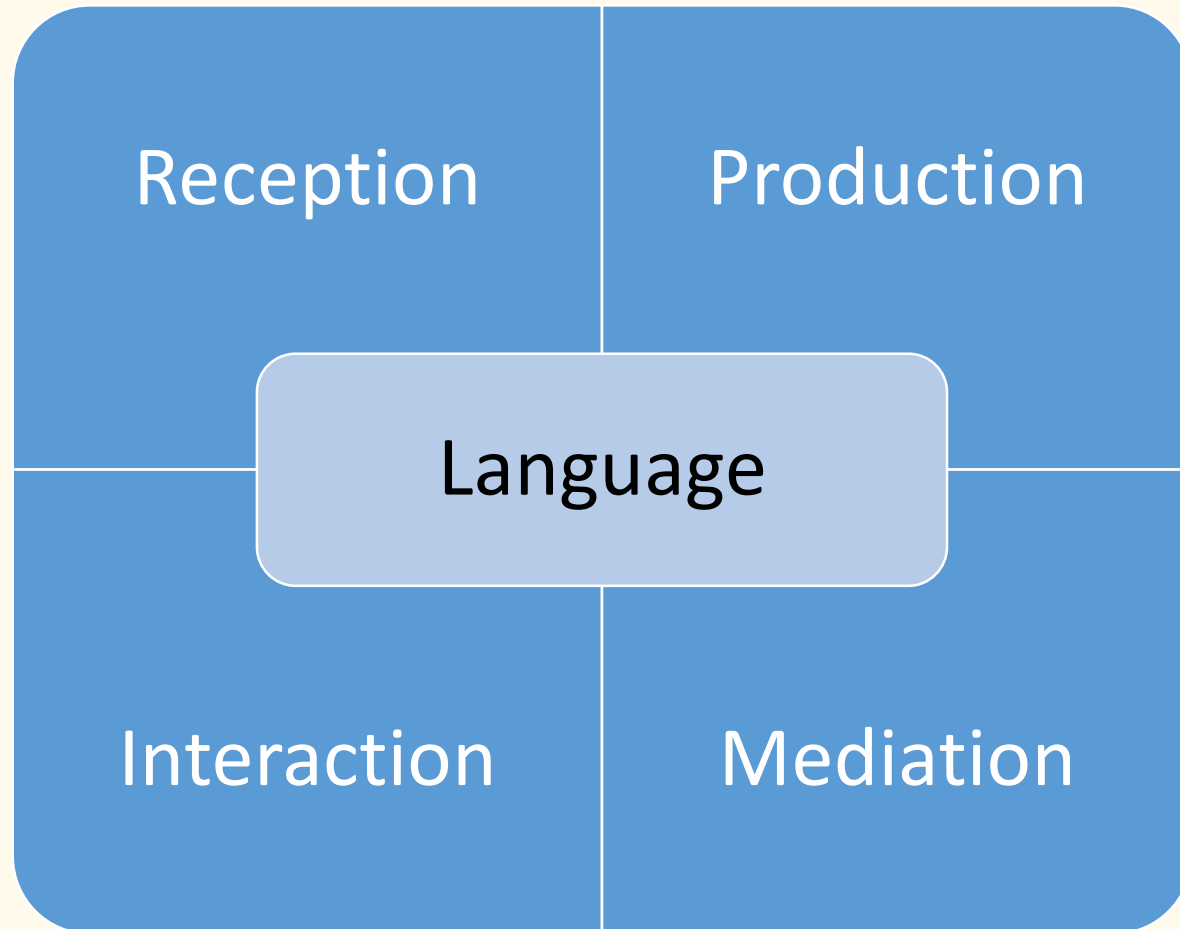 Reception
Production
Language
Interaction
Mediation